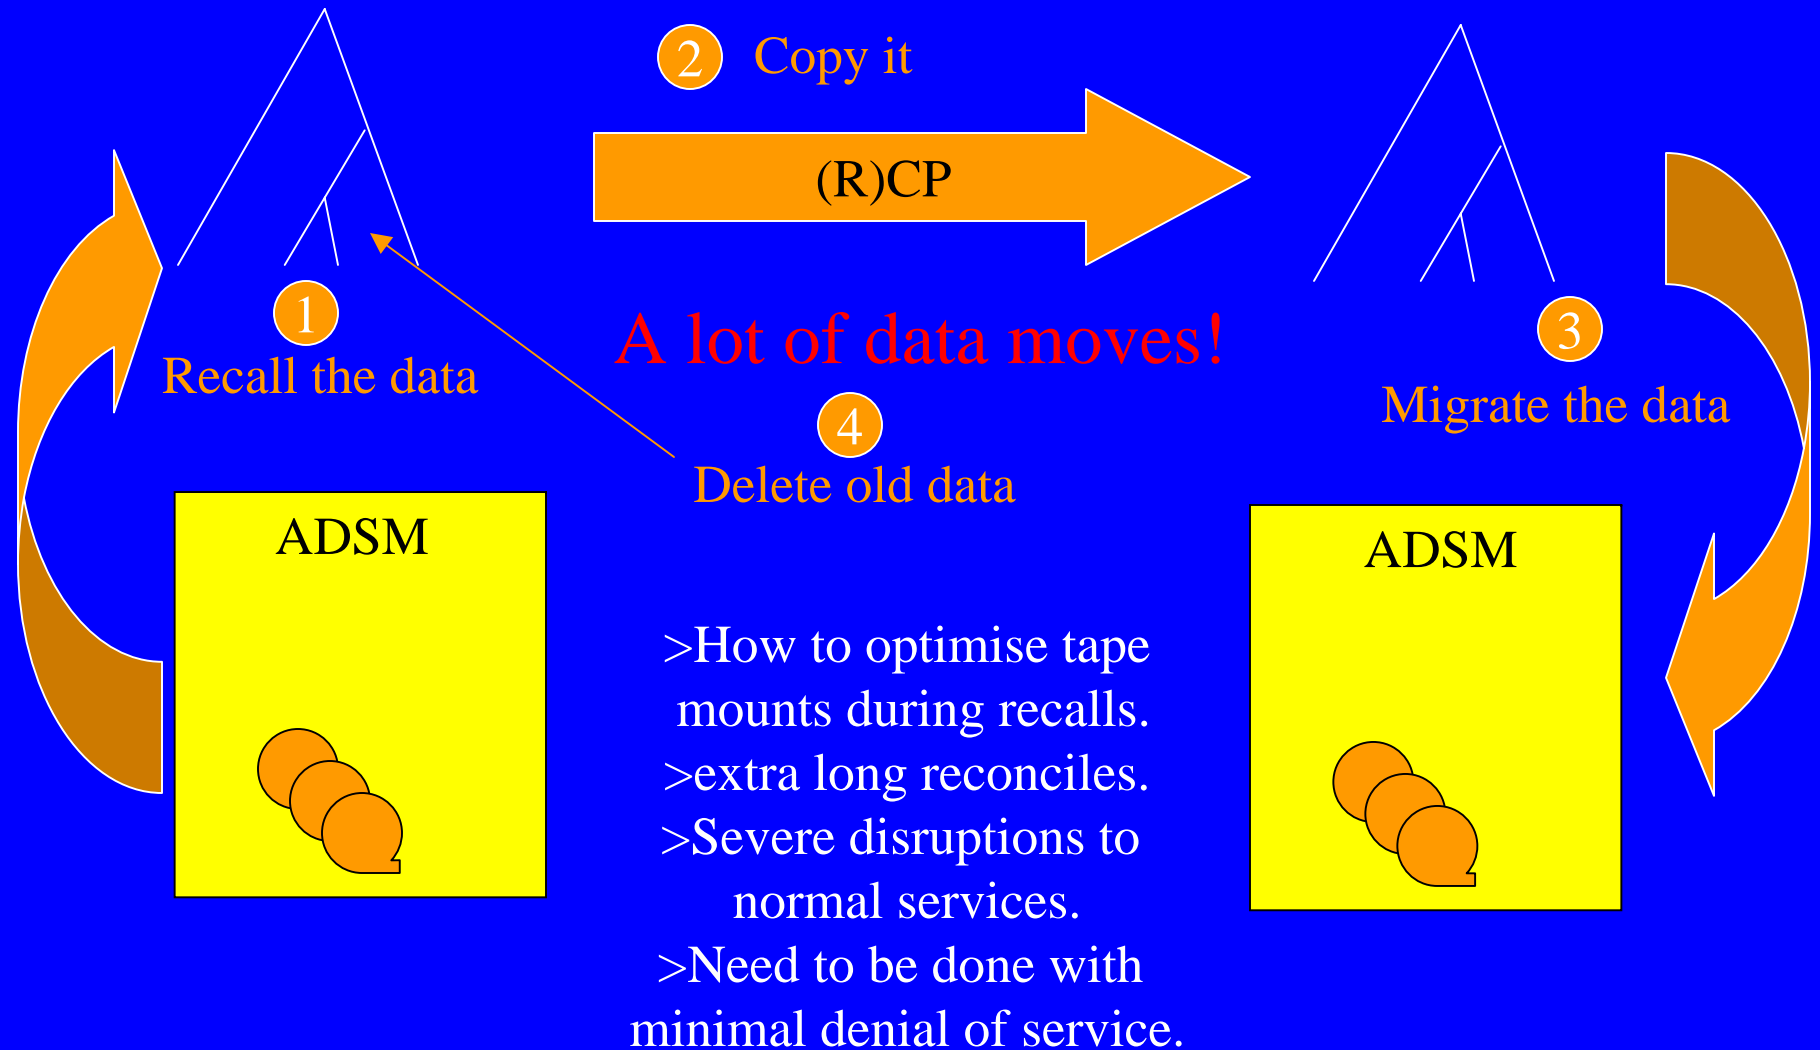 2 Copy it
(R)CP
1
Recall the data
A lot of data moves!
3
Migrate the data
4
Delete old data
ADSM
ADSM
>How to optimise tape
mounts during recalls.
>extra long reconciles.
>Severe disruptions to
normal services.
>Need to be done with
minimal denial of service.